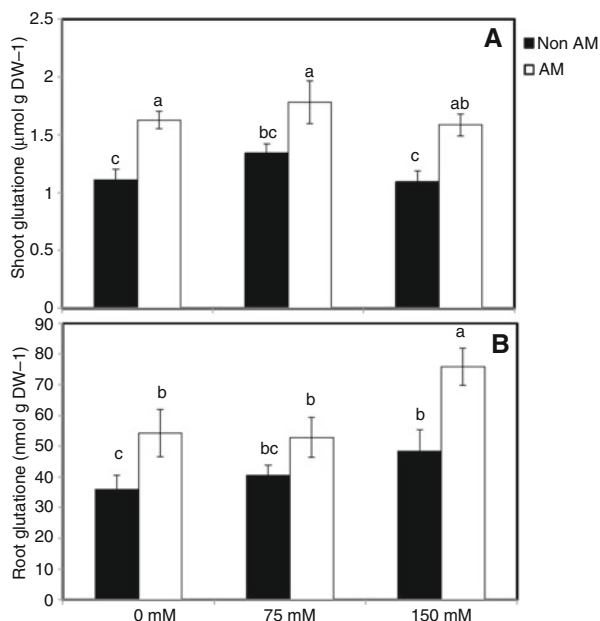 2.5
A
Non AM
AM
2
1.5
1
0.5
0
Shoot glutatione (μmol g DW–1)
c
a
bc
a
c
ab
90
B
80
70
60
50
40
30
20
10
0
Root glutatione (nmol g DW–1)
c
b
bc
b
b
a
0 mM
75 mM
150 mM